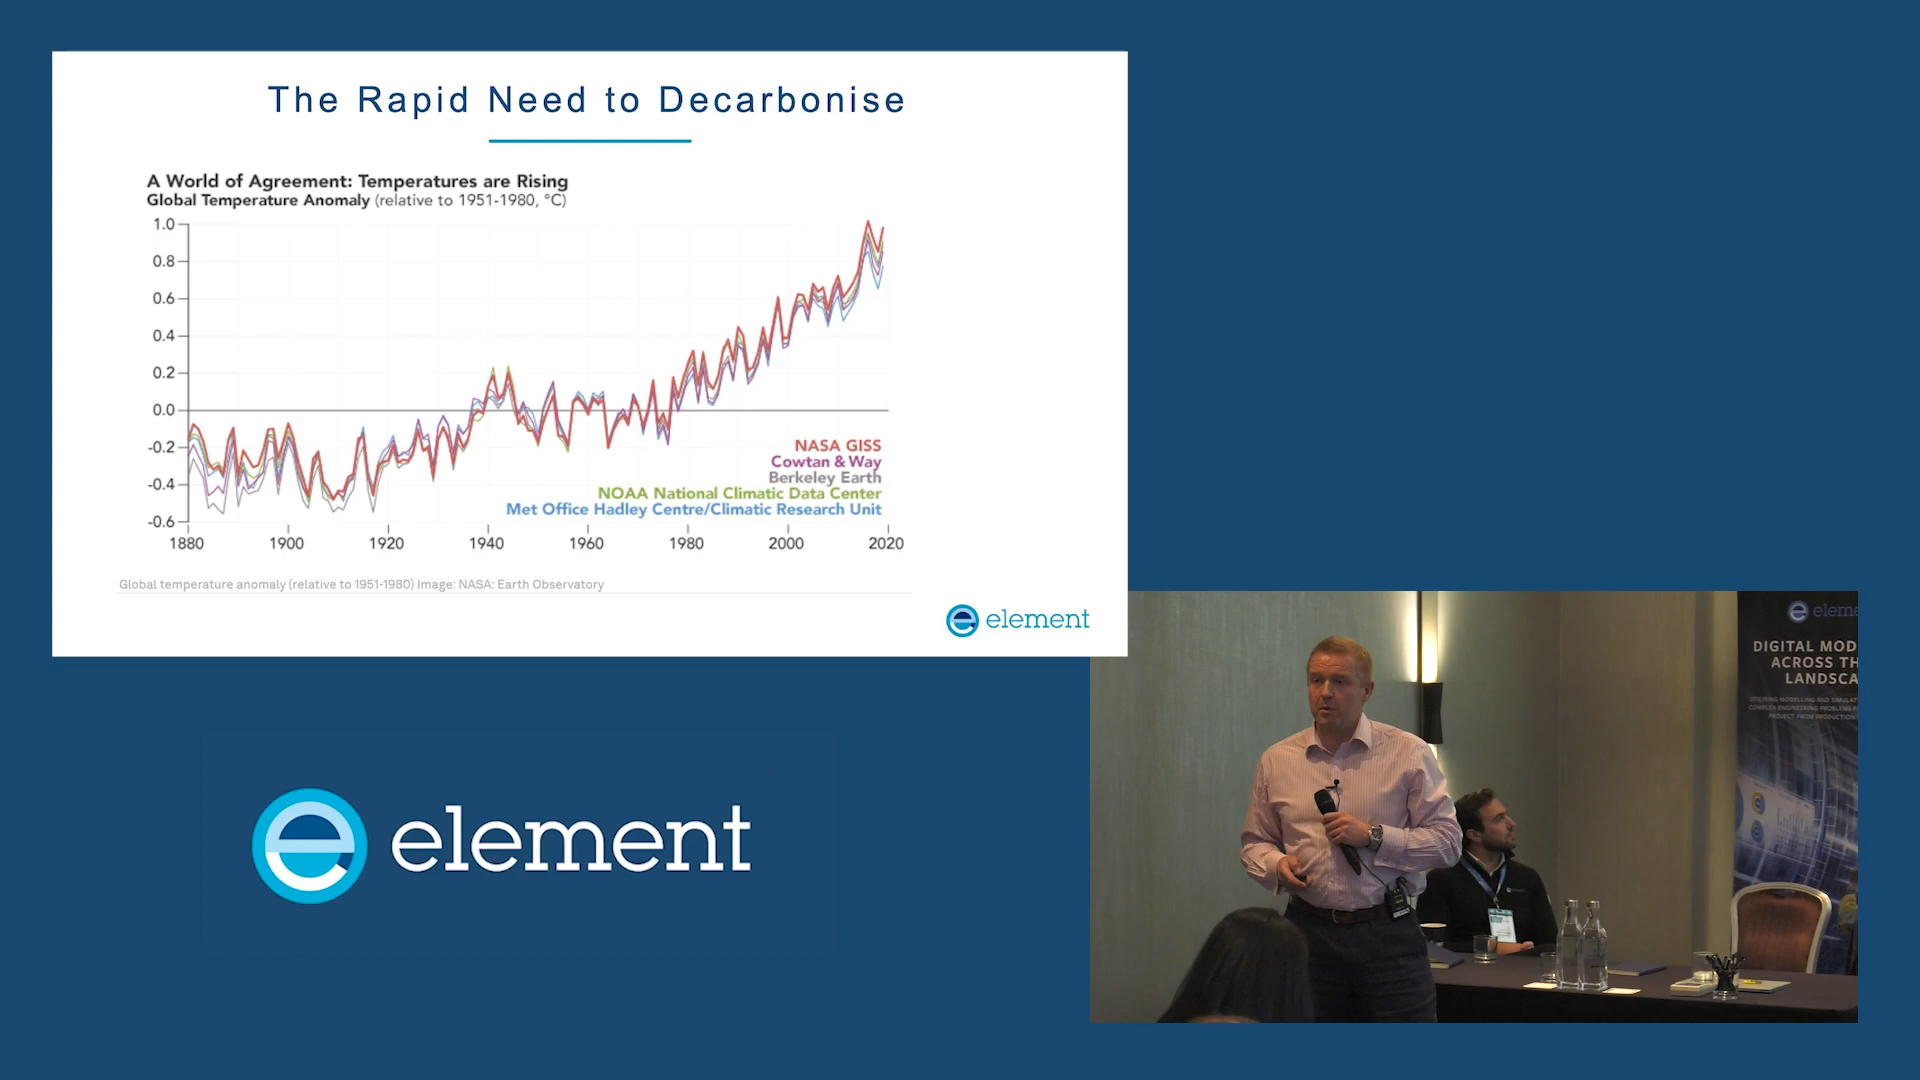 The Rapid Need to Decarbonise
A World of Agreement: Temperatures are Rising
Global Temperature Anomaly (relative to 1951-1980, °C)
1.0
0.8
0.6
0.4
0.2
0.0
-0.2
-0.4
-0.6
NASA GISS
Cowtan & Way
Berkeley Earth
NOAA National Climatic Data Center
Met Office Hadley Centre/Climatic Research Unit
1880 1900 1920 1940 1960 1980 2000 2020
Global temperature anomaly (relative to 1951-1980) Image: NASA: Earth Observatory
element
element
eleme
DIGITAL MOD
ACROSS TH
LANDSCA